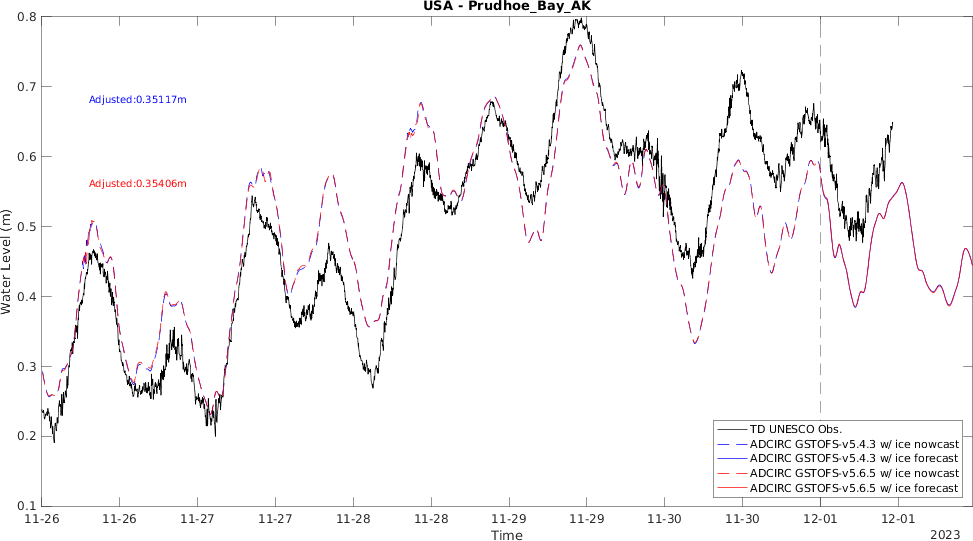 USA - Prudhoe_Bay_AK
0.8
0.7
0.6
0.5
0.4
0.3
0.2
0.1
Water Level (m)
Adjusted:0.35117m
Adjusted:0.35406m
TD UNESCO Obs.
ADCIRC GSTOFS-v5.4.3 w/ ice nowcast
ADCIRC GSTOFS-v5.4.3 w/ ice forecast
ADCIRC GSTOFS-v5.6.5 w/ ice nowcast
ADCIRC GSTOFS-v5.6.5 w/ ice forecast
11-26 11-26 11-27 11-27 11-28 11-28 11-29 11-29 11-30 11-30 12-01 12-01
Time
2023